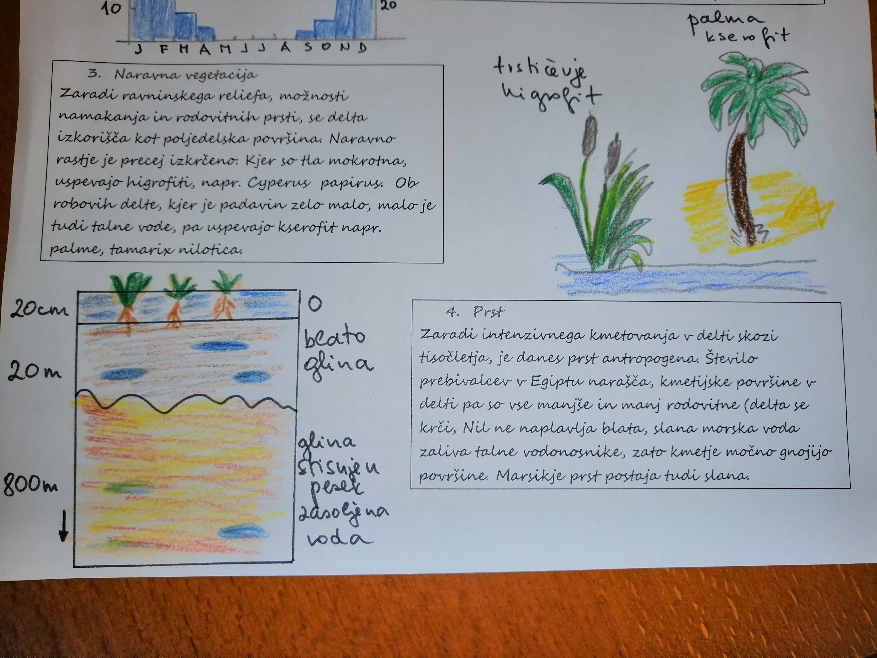 10
20
J F M A M J J A S O N D
palma
kserofit
trstičevje
higrofit
3. Naravna vegetacija
Zaradi ravninskega reliefa, možnosti
namakanja in rodovitnih prsti, se delta
izkorišča kot poljedelska površina. Naravno
rastje je precej izkrčeno. Kjer so tla mokrotna,
uspevajo higrofiti, napr. Cyperus papirus. Ob
robovih delte, kjer je padavin zelo malo, malo je
tudi talne vode, pa uspevajo kserofit napr.
palme, tamarix nilotica.
20cm
O
blato
glina
20m
glina
stisnjen
pesek
800m
zasoljena
voda
4. Prst
Zaradi intenzivnega kmetovanja v delti skozi
tisočletja, je danes prst antropogena. Število
prebivalcev v Egiptu narašča, kmetijske površine v
delti pa so vse manjše in manj rodovitne (delta se
krči, Nil ne naplavlja blata, slana morska voda
zaliva talne vodonosnike, zato kmetje močno gnojijo
površine. Marsikje prst postaja tudi slana.